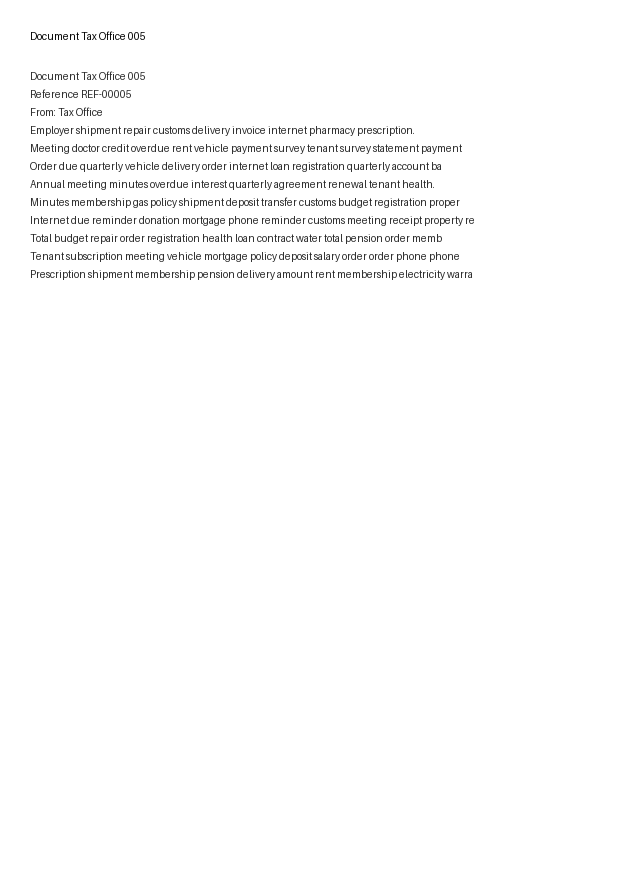 Document Tax Office 005
Document Tax Office 005
Reference REF-00005
From: Tax Office
Employer shipment repair customs delivery invoice internet pharmacy prescription.
Meeting doctor credit overdue rent vehicle payment survey tenant survey statement payment
Order due quarterly vehicle delivery order internet loan registration quarterly account ba
Annual meeting minutes overdue interest quarterly agreement renewal tenant health.
Minutes membership gas policy shipment deposit transfer customs budget registration proper
Internet due reminder donation mortgage phone reminder customs meeting receipt property re
Total budget repair order registration health loan contract water total pension order memb
Tenant subscription meeting vehicle mortgage policy deposit salary order order phone phone
Prescription shipment membership pension delivery amount rent membership electricity warra